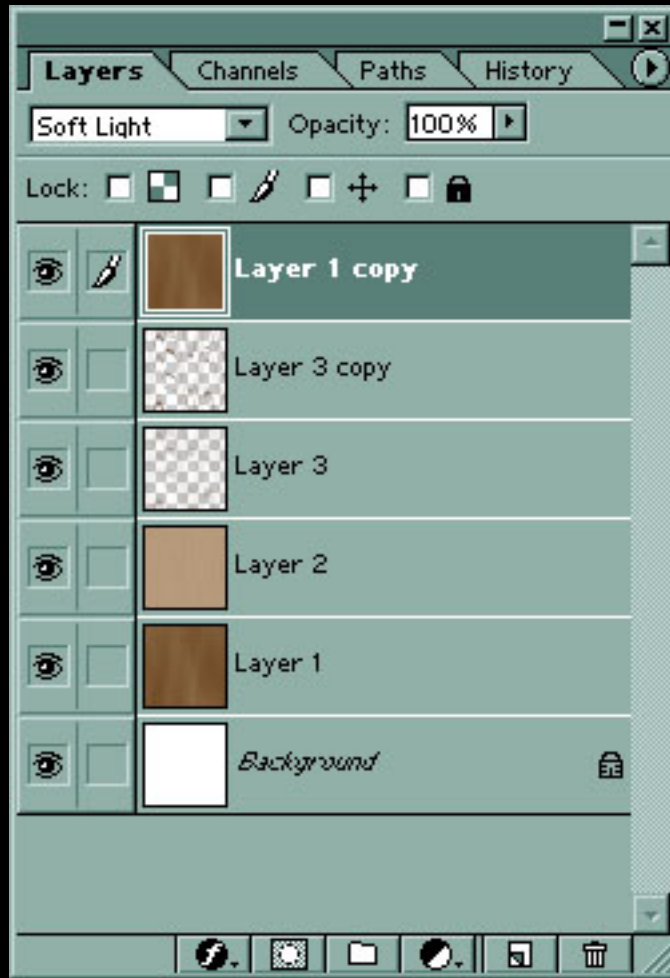 Layers Channels Paths History
Soft Light Opacity: 100%
Lock:
Layer 1 copy
Layer 3 copy
Layer 3
Layer 2
Layer 1
Background